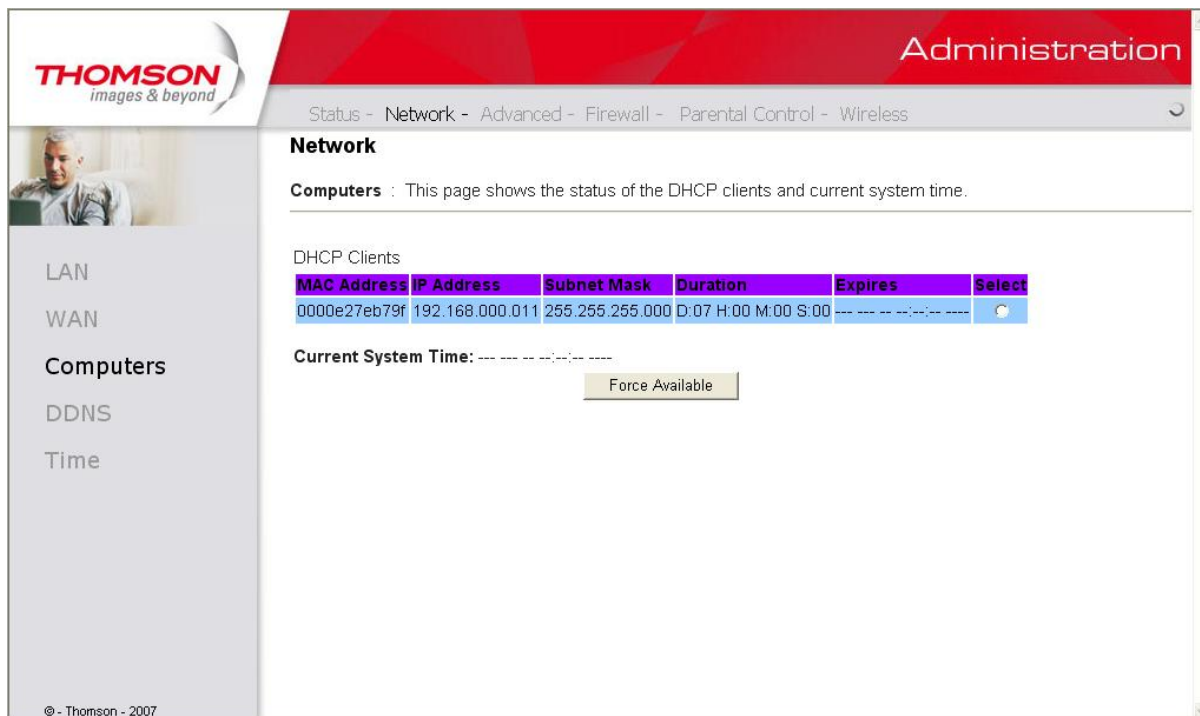 THOMSON
images & beyond
Administration
Status - Network - Advanced - Firewall - Parental Control - Wireless
Network
Computers : This page shows the status of the DHCP clients and current system time.
LAN
WAN
Computers
DDNS
Time
DHCP Clients
MAC Address IP Address Subnet Mask Duration Expires Select
0000e27eb79f 192.168.000.011 255.255.255.000 D:07 H:00 M:00 S:00 --- --- -- --:--:-- ----
Current System Time: --- --- -- --:--:-- ----
Force Available
© - Thomson - 2007